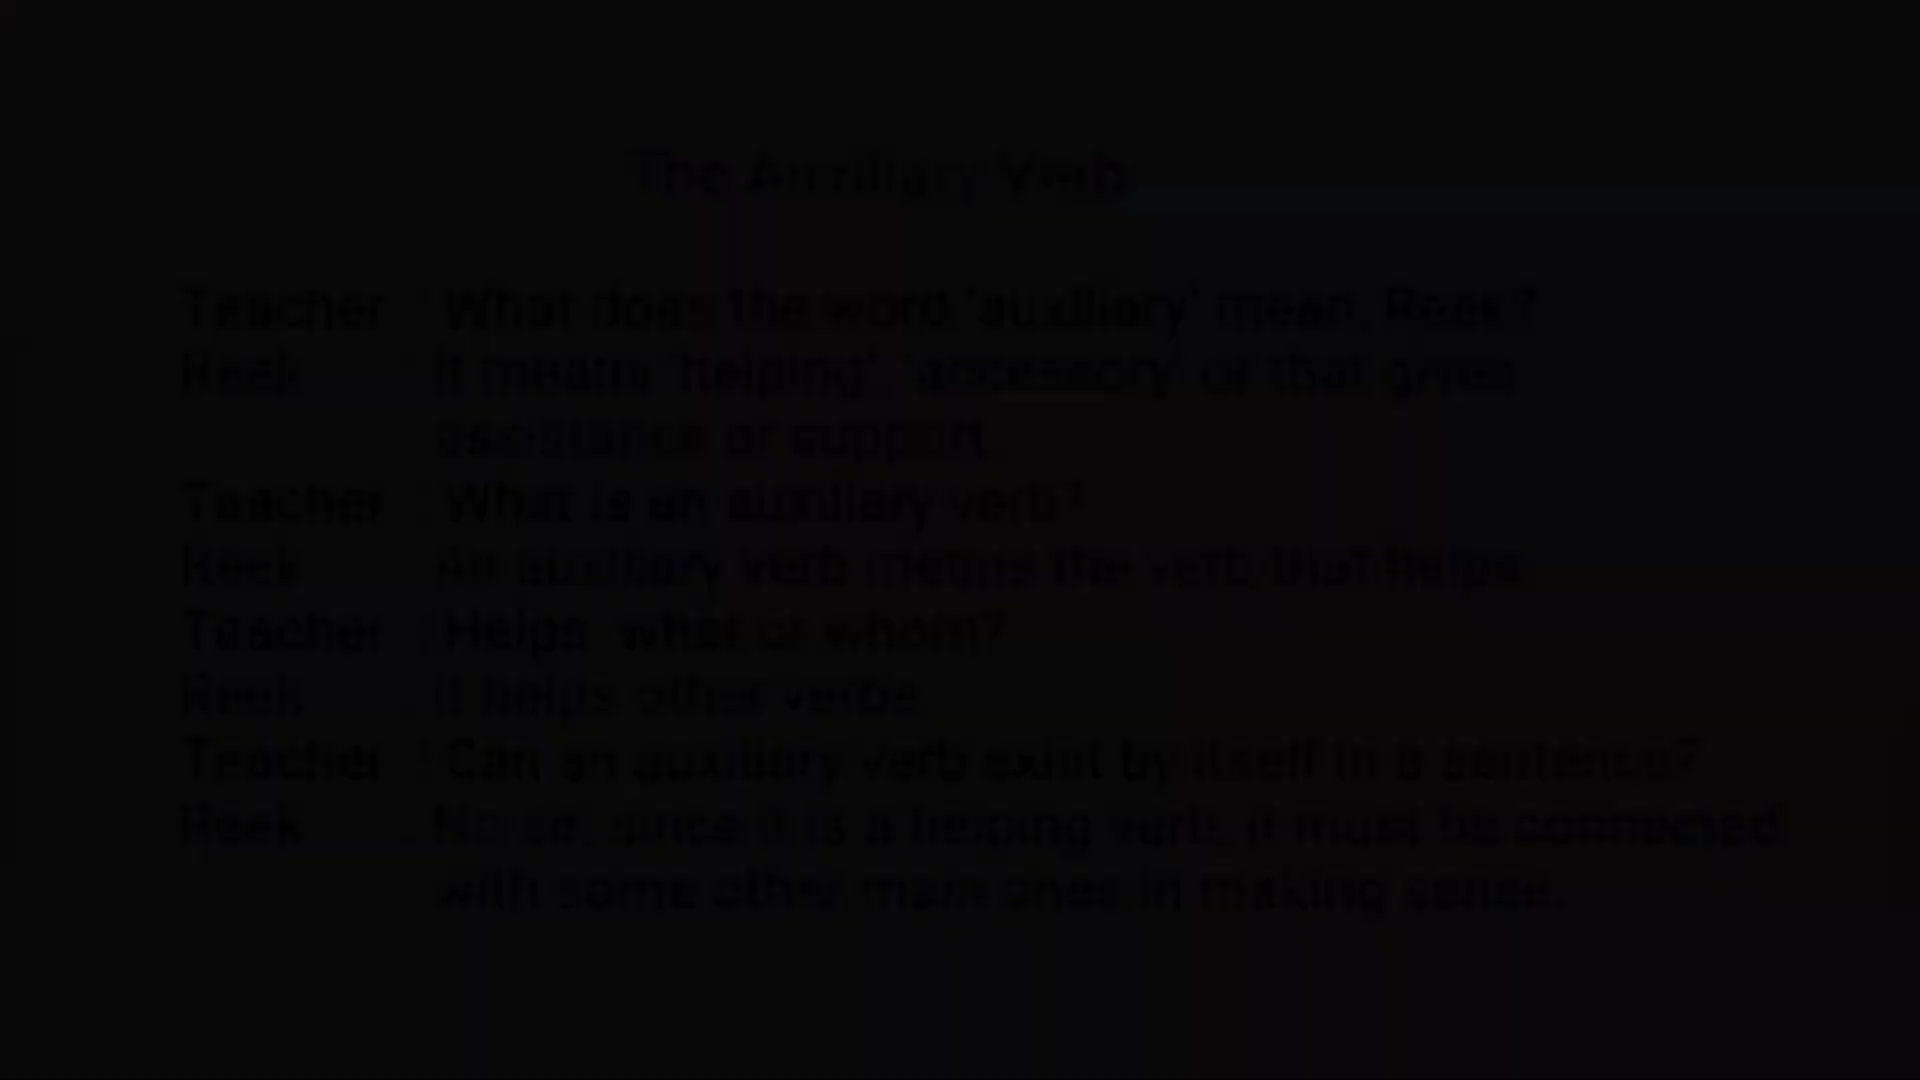 The Auxiliary Verb
Teacher : What does the word 'auxiliary' mean, Reek?
Reek : It means 'helping', 'accessory' or that gives
assistance or support.
Teacher : What is an auxiliary verb?
Reek : An auxiliary verb means the verb that helps.
Teacher : Helps what or whom?
Reek : It helps other verbs.
Teacher : Can an auxiliary verb exist by itself in a sentence?
Reek : No sir, since it is a helping verb, it must be connected
with some other main ones in making sense.